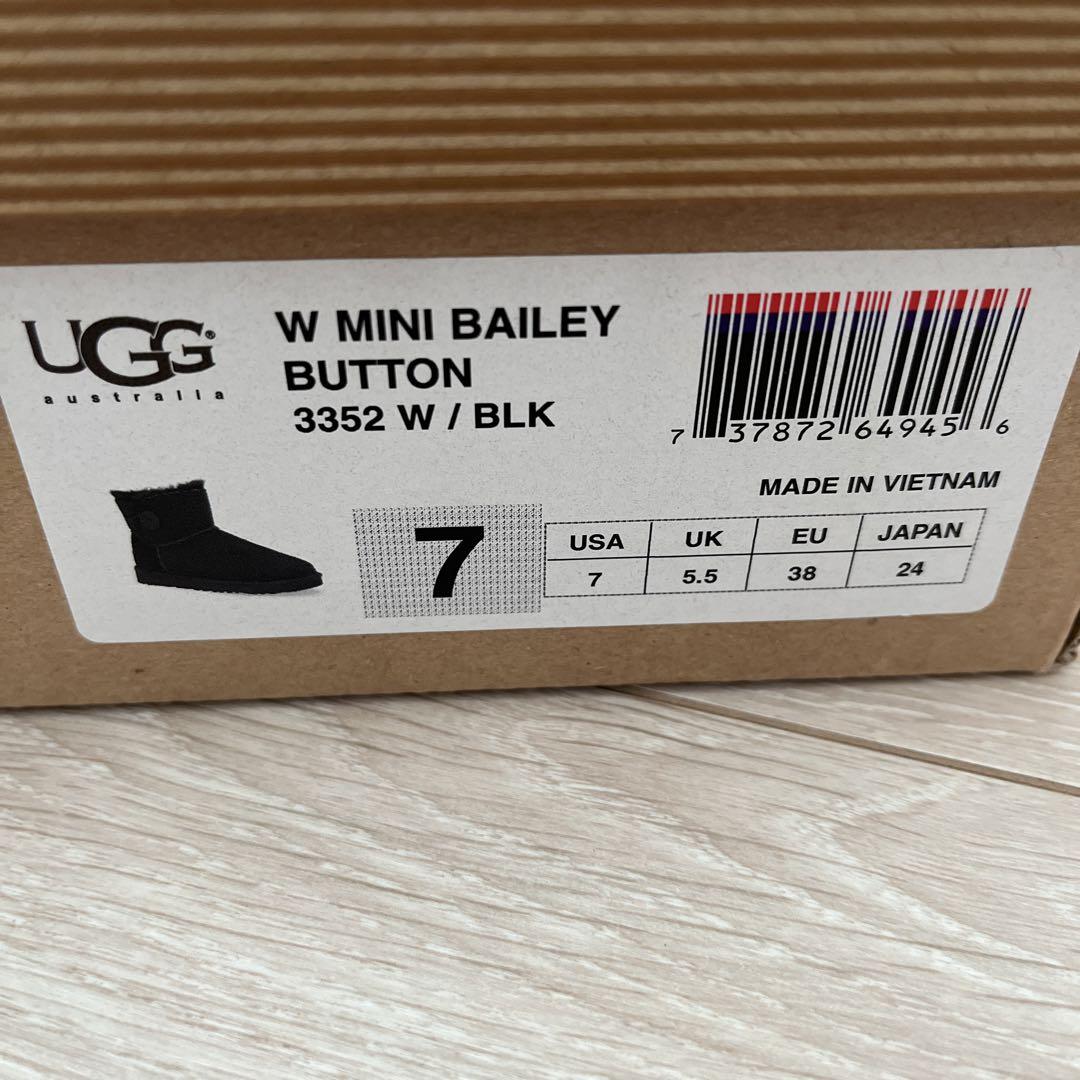 UGG®
australia
W MINI BAILEY
BUTTON
3352 W / BLK
7 37872 64945 6
MADE IN VIETNAM
7
USA UK EU JAPAN
7 5.5 38 24